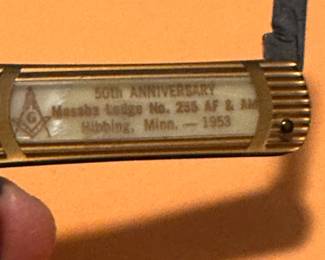 50th ANNIVERSARY
Mesaba Lodge No. 255 AF & AM
Hibbing, Minn. — 1953
G